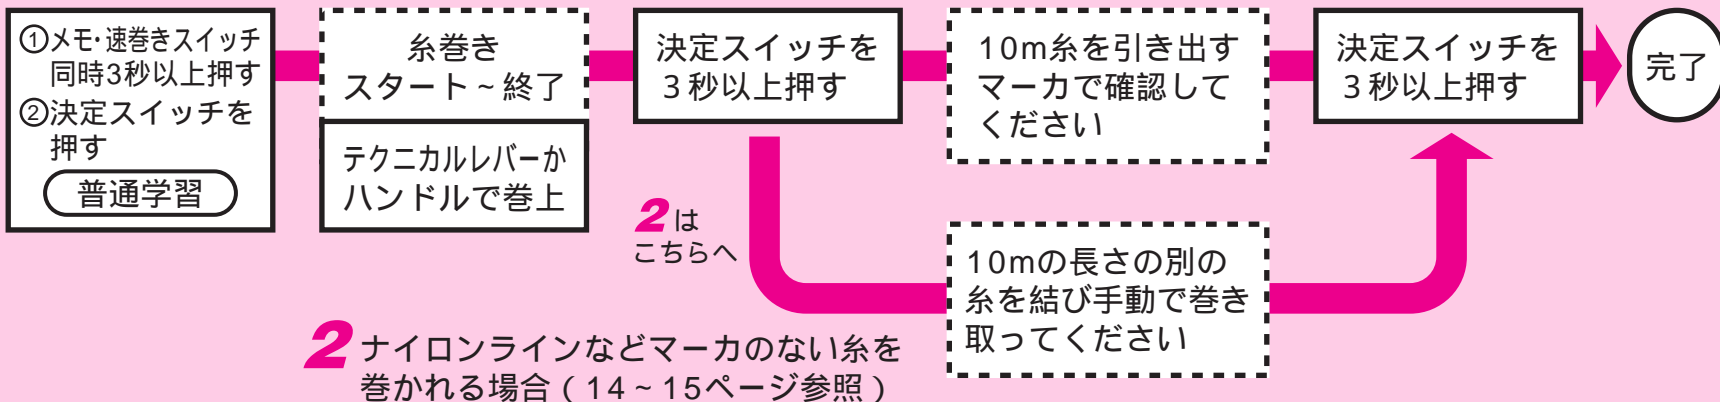 ①メモ･速巻きスイッチ
同時3秒以上押す
②決定スイッチを
押す
普通学習
糸巻き
スタート～終了
テクニカルレバーか
ハンドルで巻上
決定スイッチを
3秒以上押す
10m糸を引き出す
マーカで確認して
ください
決定スイッチを
3秒以上押す
完了
2は
こちらへ
10mの長さの別の
糸を結び手動で巻き
取ってください
2 ナイロンラインなどマーカのない糸を
巻かれる場合（14～15ページ参照）